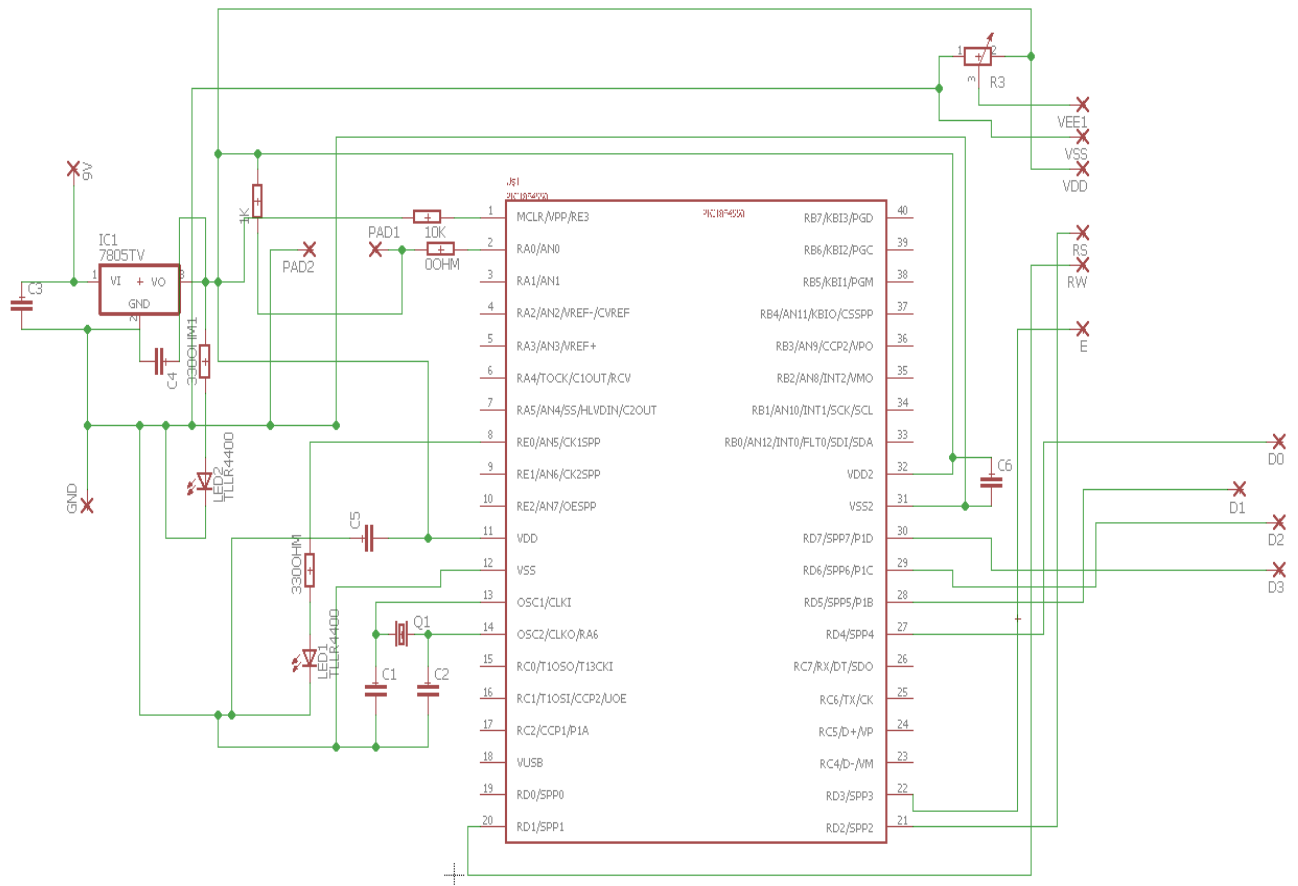 1
2
3
R3
VEE1
VSS
VDD
9V
IC1
7805TV
1
VI
VO
3
GND
2
C3
C4
330OHM1
1K
PAD2
PAD1
10K
0OHM
LED2
TLLR4400
GND
C5
330OHM
LED1
TLLR4400
Q1
C1
C2
PIC18F4550
1 MCLR/VPP/RE3
2 RA0/AN0
3 RA1/AN1
4 RA2/AN2/VREF-/CVREF
5 RA3/AN3/VREF+
6 RA4/TOCK/C1OUT/RCV
7 RA5/AN4/SS/HLVDIN/C2OUT
8 RE0/AN5/CK1SPP
9 RE1/AN6/CK2SPP
10 RE2/AN7/OESPP
11 VDD
12 VSS
13 OSC1/CLKI
14 OSC2/CLKO/RA6
15 RC0/T1OSO/T13CKI
16 RC1/T1OSI/CCP2/UOE
17 RC2/CCP1/P1A
18 VUSB
19 RD0/SPP0
20 RD1/SPP1
RB7/KBI3/PGD 40
RB6/KBI2/PGC 39
RB5/KBI1/PGM 38
RB4/AN11/KBIO/CSSPP 37
RB3/AN9/CCP2/VPO 36
RB2/AN8/INT2/VMO 35
RB1/AN10/INT1/SCK/SCL 34
RB0/AN12/INT0/FLT0/SDI/SDA 33
VDD2 32
VSS2 31
RD7/SPP7/P1D 30
RD6/SPP6/P1C 29
RD5/SPP5/P1B 28
RD4/SPP4 27
RC7/RX/DT/SDO 26
RC6/TX/CK 25
RC5/D+/VP 24
RC4/D-/VM 23
RD3/SPP3 22
RD2/SPP2 21
C6
RS
RW
E
D0
D1
D2
D3